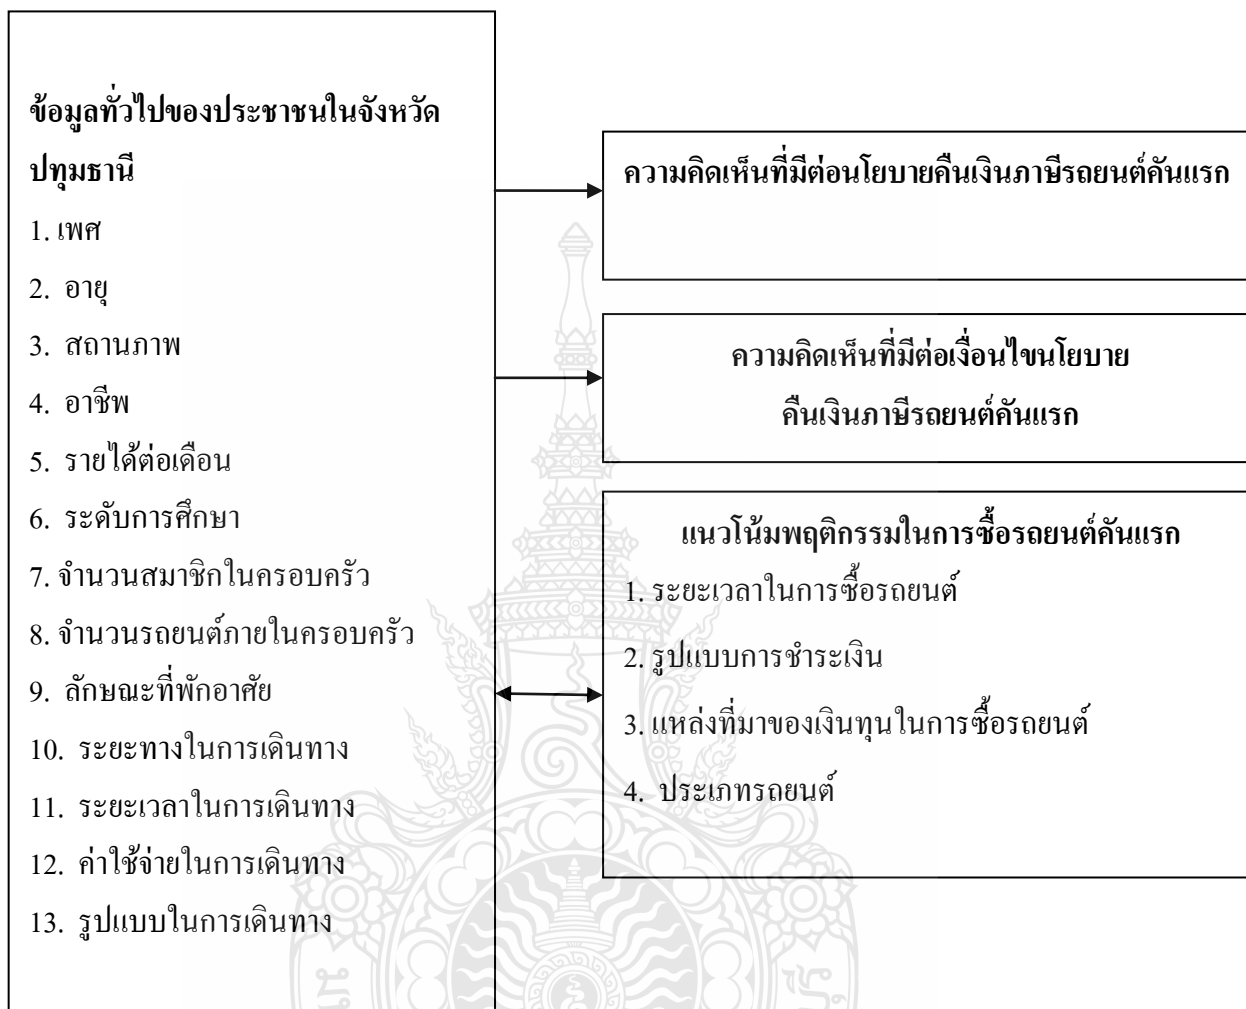 ข้อมูลทั่วไปของประชาชนในจังหวัด
ปทุมธานี
1. เพศ
2. อายุ
3. สถานภาพ
4. อาชีพ
5. รายได้ต่อเดือน
6. ระดับการศึกษา
7. จำนวนสมาชิกในครอบครัว
8. จำนวนรถยนต์ภายในครอบครัว
9. ลักษณะที่พักอาศัย
10. ระยะทางในการเดินทาง
11. ระยะเวลาในการเดินทาง
12. ค่าใช้จ่ายในการเดินทาง
13. รูปแบบในการเดินทาง
ความคิดเห็นที่มีต่อนโยบายคืนเงินภาษีรถยนต์คันแรก
ความคิดเห็นที่มีต่อเงื่อนไขนโยบาย
คืนเงินภาษีรถยนต์คันแรก
แนวโน้มพฤติกรรมในการซื้อรถยนต์คันแรก
1. ระยะเวลาในการซื้อรถยนต์
2. รูปแบบการชำระเงิน
3. แหล่งที่มาของเงินทุนในการซื้อรถยนต์
4. ประเภทรถยนต์